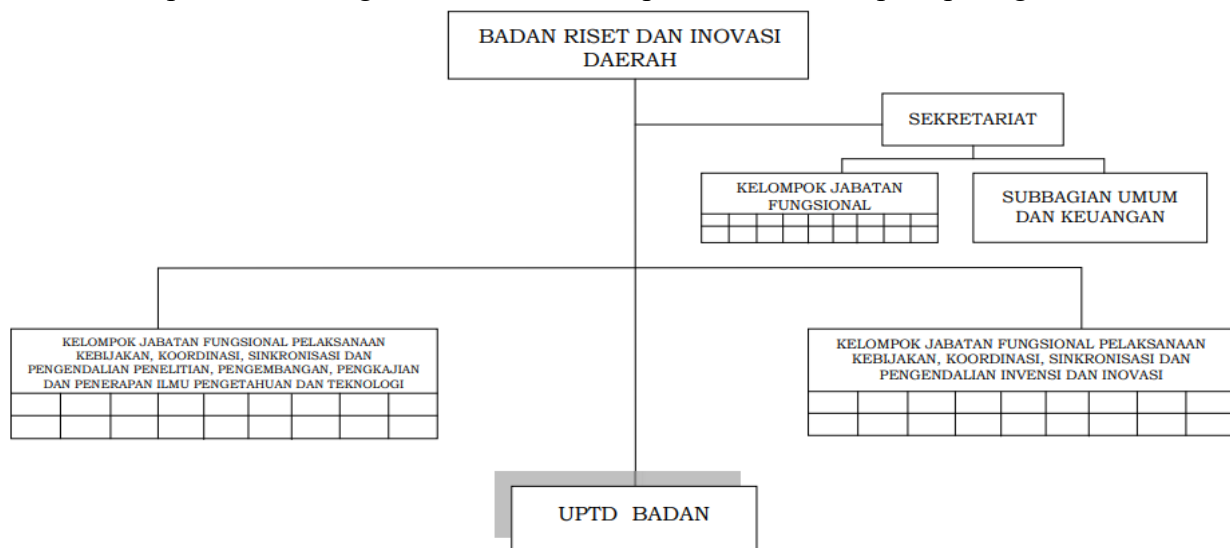 BADAN RISET DAN INOVASI
DAERAH
SEKRETARIAT
KELOMPOK JABATAN
FUNGSIONAL
SUBBAGIAN UMUM
DAN KEUANGAN
KELOMPOK JABATAN FUNGSIONAL PELAKSANAAN
KEBIJAKAN, KOORDINASI, SINKRONISASI DAN
PENGENDALIAN PENELITIAN, PENGEMBANGAN, PENGKAJIAN
DAN PENERAPAN ILMU PENGETAHUAN DAN TEKNOLOGI
KELOMPOK JABATAN FUNGSIONAL PELAKSANAAN
KEBIJAKAN, KOORDINASI, SINKRONISASI DAN
PENGENDALIAN INVENSI DAN INOVASI
UPTD BADAN